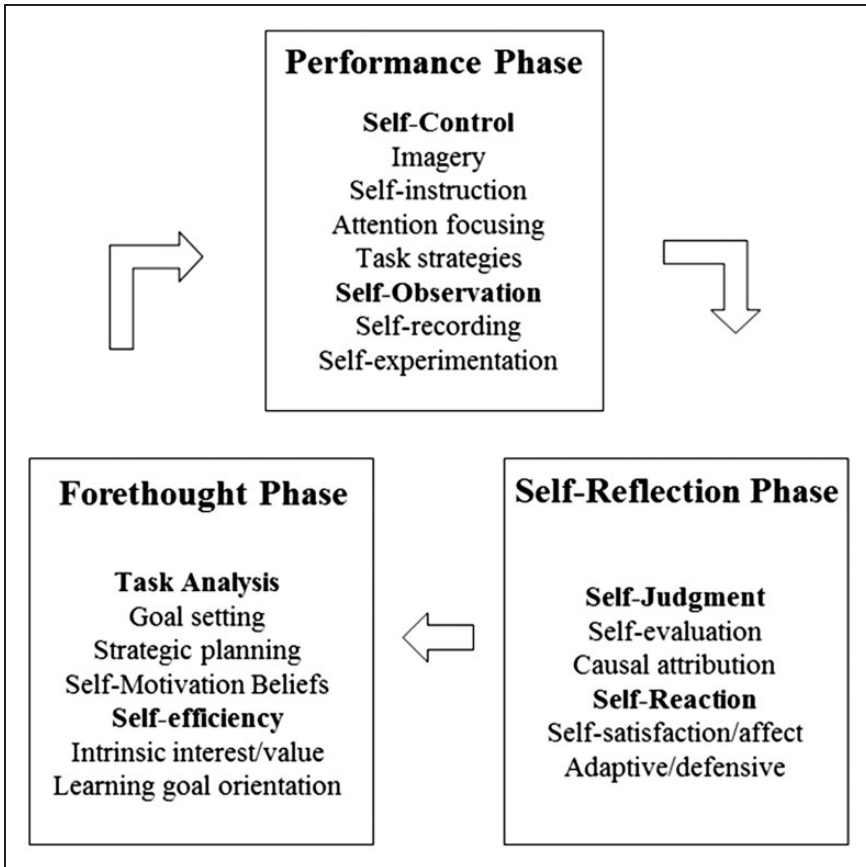 Performance Phase
Self-Control
Imagery
Self-instruction
Attention focusing
Task strategies
Self-Observation
Self-recording
Self-experimentation
Forethought Phase
Task Analysis
Goal setting
Strategic planning
Self-Motivation Beliefs
Self-efficiency
Intrinsic interest/value
Learning goal orientation
Self-Reflection Phase
Self-Judgment
Self-evaluation
Causal attribution
Self-Reaction
Self-satisfaction/affect
Adaptive/defensive